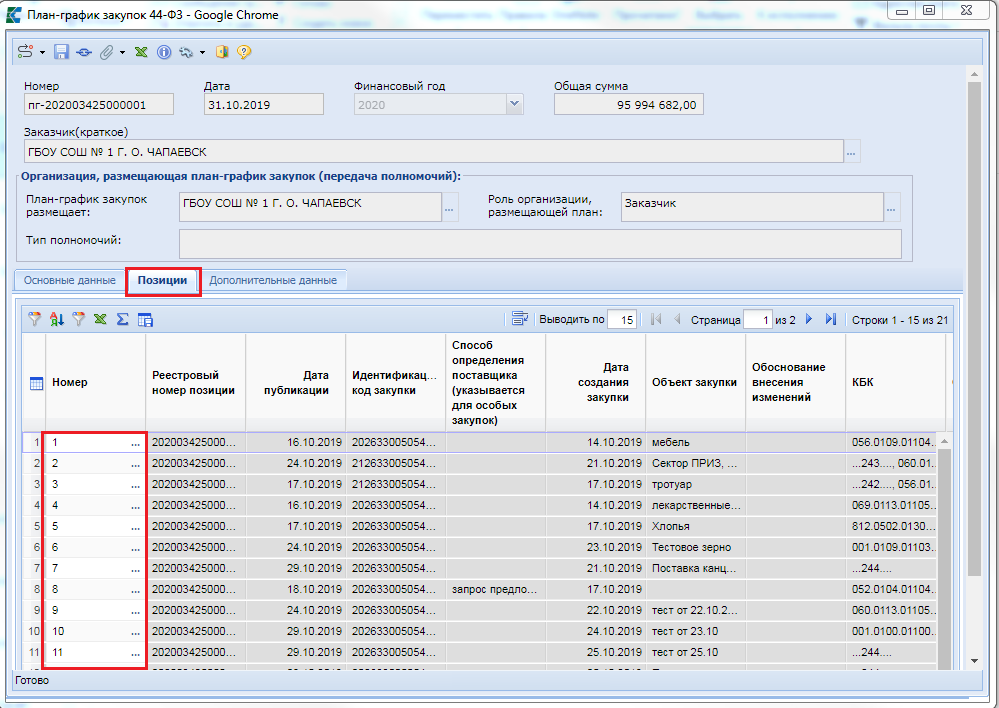 План-график закупок 44-ФЗ - Google Chrome
Номер Дата Финансовый год Общая сумма
пг-202003425000001 31.10.2019 2020 95 994 682,00
Заказчик(краткое)
ГБОУ СОШ № 1 Г. О. ЧАПАЕВСК ...
Организация, размещающая план-график закупок (передача полномочий):
План-график закупок размещает: ГБОУ СОШ № 1 Г. О. ЧАПАЕВСК ... Роль организации, размещающей план: Заказчик ...
Тип полномочий:
Основные данные Позиции Дополнительные данные
Выводить по 15 Страница 1 из 2 Строки 1 - 15 из 21
Номер Реестровый номер позиции Дата публикации Идентификац... код закупки Способ определения поставщика (указывается для особых закупок) Дата создания закупки Объект закупки Обоснование внесения изменений КБК
1 1 ... 202003425000... 16.10.2019 202633005054... 14.10.2019 мебель 056.0109.01104...
2 2 ... 202003425000... 24.10.2019 212633005054... 21.10.2019 Сектор ПРИЗ, ... ...243...., 060.01...
3 3 ... 202003425000... 17.10.2019 212633005054... 17.10.2019 тротуар ...242...., 056.01...
4 4 ... 202003425000... 16.10.2019 202633005054... 14.10.2019 лекарственные... 069.0113.01105...
5 5 ... 202003425000... 17.10.2019 202633005054... 17.10.2019 Хлопья 812.0502.0130...
6 6 ... 202003425000... 24.10.2019 202633005054... 23.10.2019 Тестовое зерно 001.0109.01103...
7 7 ... 202003425000... 29.10.2019 202633005054... 21.10.2019 Поставка канц... ...244....
8 8 ... 202003425000... 18.10.2019 202633005054... запрос предло... 17.10.2019 052.0104.01104...
9 9 ... 202003425000... 24.10.2019 202633005054... 22.10.2019 тест от 22.10.2... 060.0113.01105...
10 10 ... 202003425000... 29.10.2019 202633005054... 24.10.2019 тест от 23.10 001.0100.01100...
11 11 ... 202003425000... 29.10.2019 202633005054... 25.10.2019 тест от 25.10 ...244....
Готово